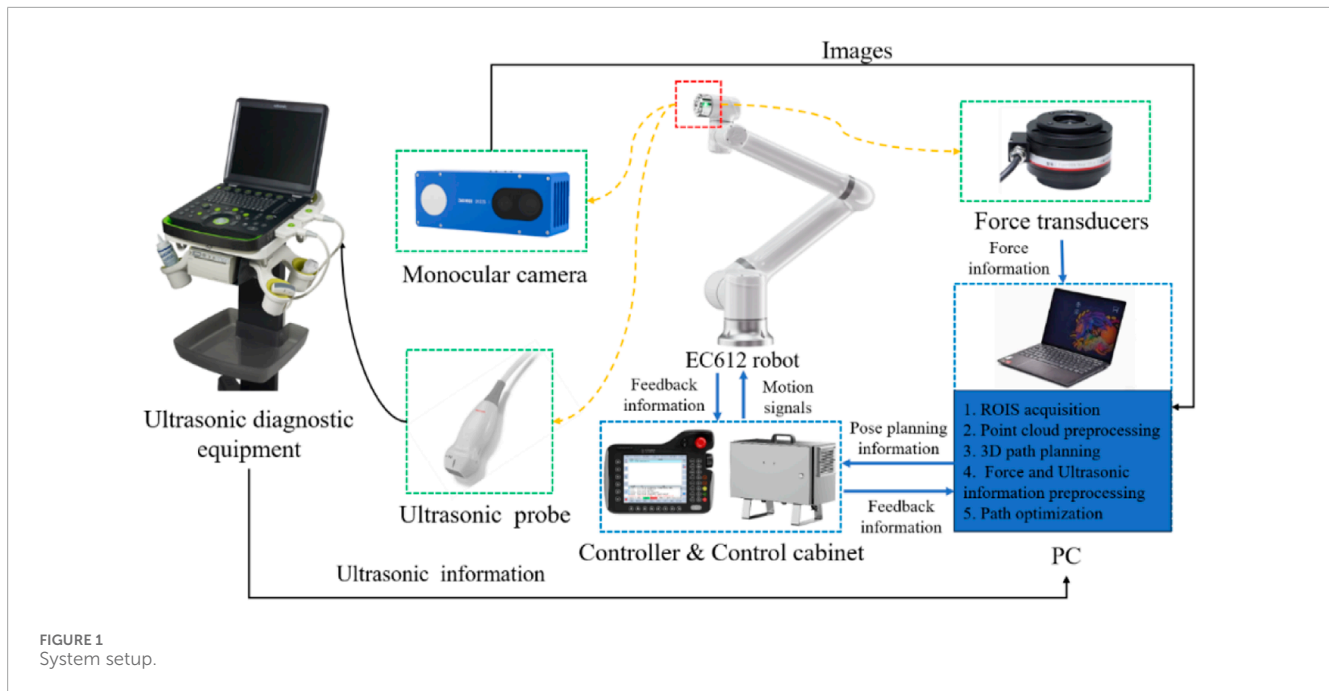 Images
Force transducers
Force
information
Monocular camera
EC612 robot
Feedback
information
Motion
signals
Ultrasonic diagnostic
equipment
Ultrasonic probe
Pose planning
information
Feedback
information
Controller & Control cabinet
1. ROIS acquisition
2. Point cloud preprocessing
3. 3D path planning
4. Force and Ultrasonic
information preprocessing
5. Path optimization
PC
Ultrasonic information
FIGURE 1
System setup.